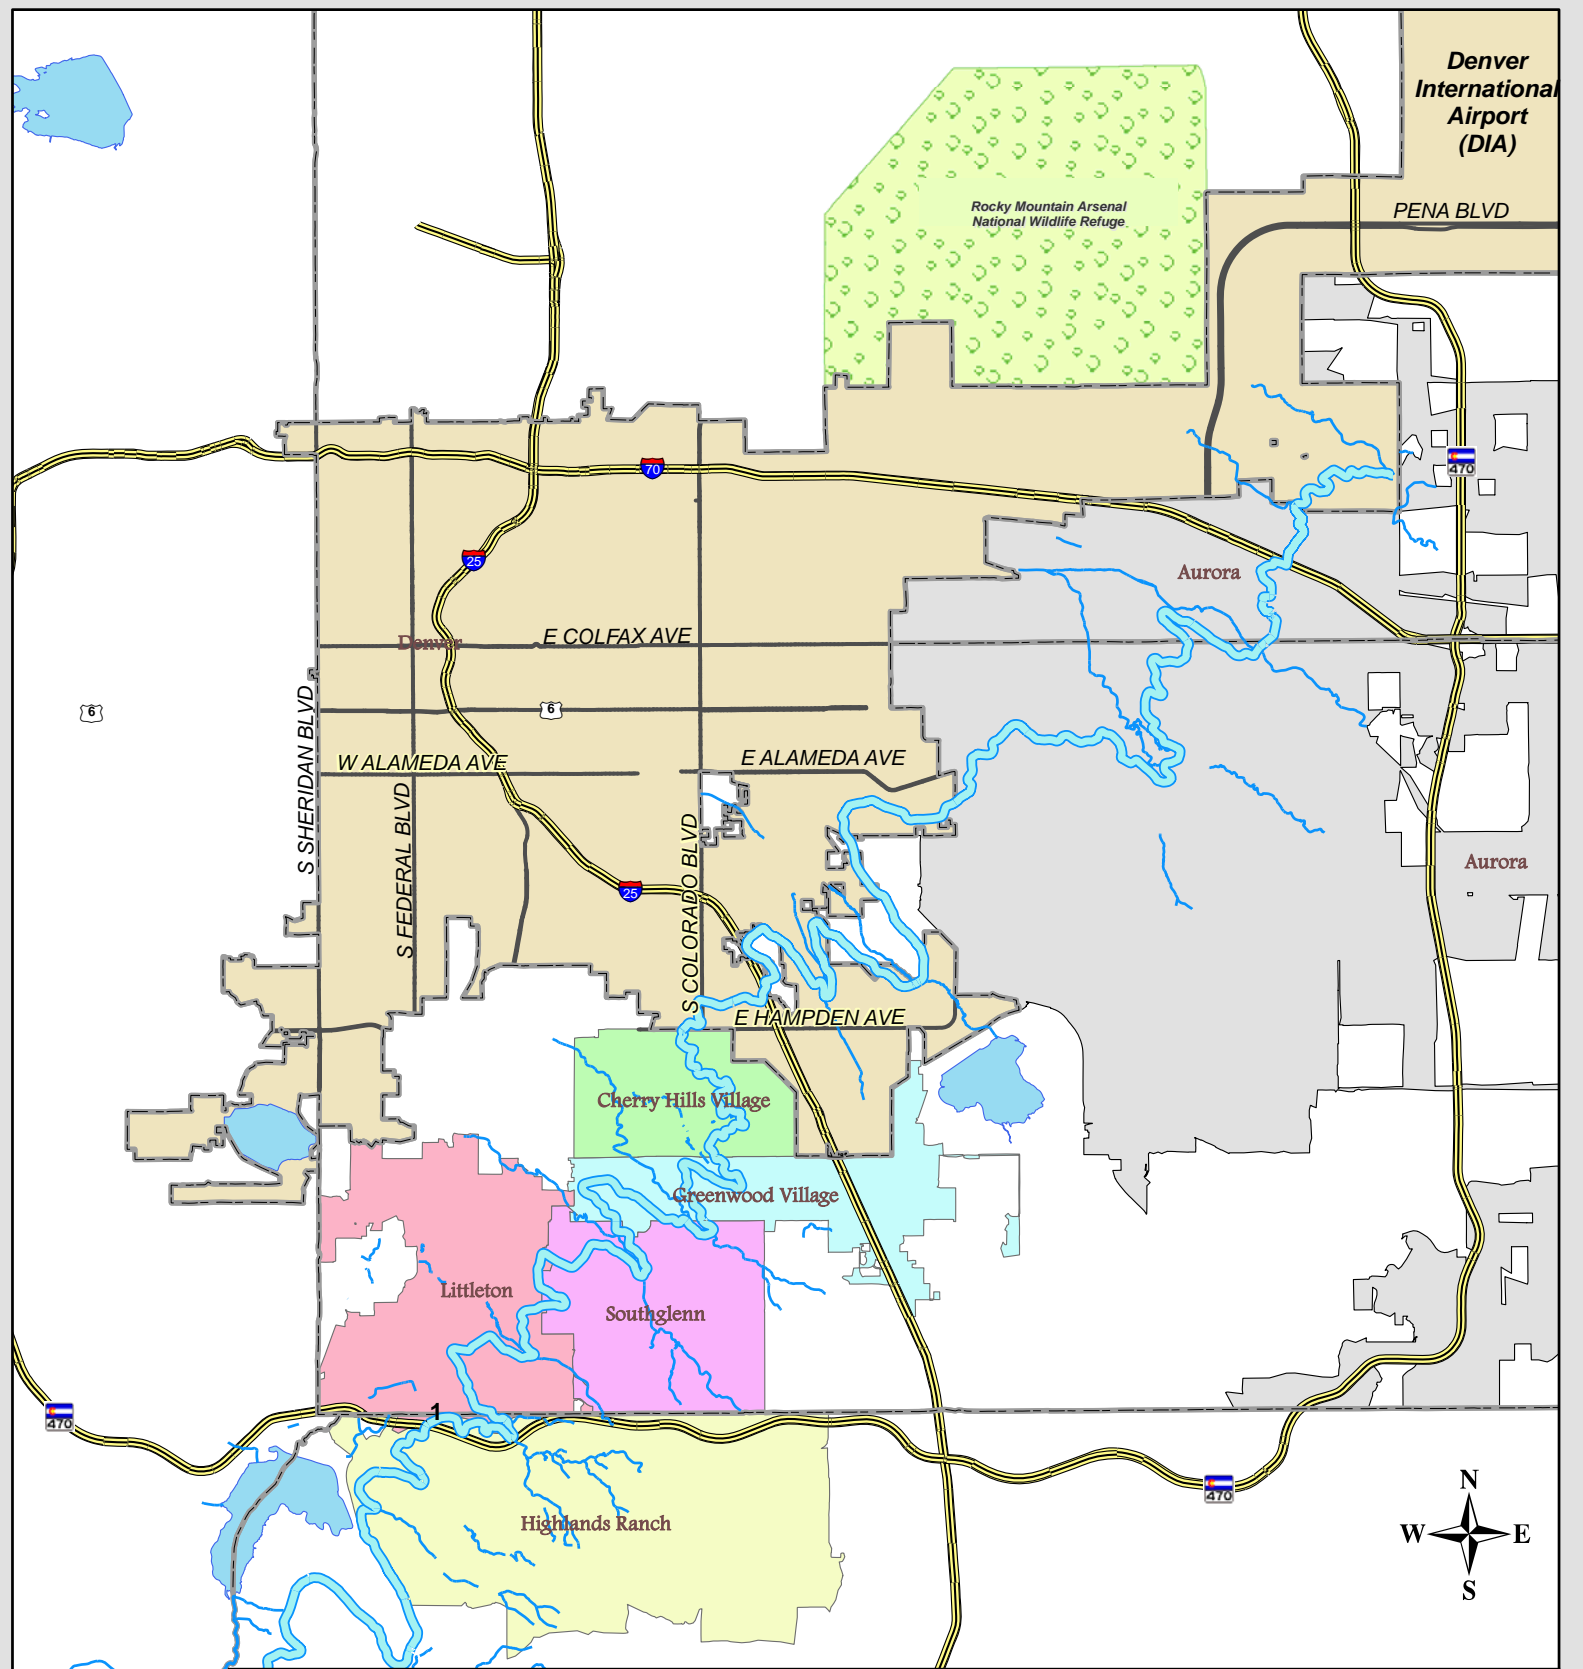 Denver
International
Airport
(DIA)
PENA BLVD
Rocky Mountain Arsenal
National Wildlife Refuge
470
70
25
Aurora
E COLFAX AVE
Denver
6
6
S SHERIDAN BLVD
W ALAMEDA AVE
E ALAMEDA AVE
S FEDERAL BLVD
S COLORADO BLVD
25
Aurora
E HAMPDEN AVE
Cherry Hills Village
Greenwood Village
Littleton
Southglenn
1
470
470
Highlands Ranch
N
W
E
S